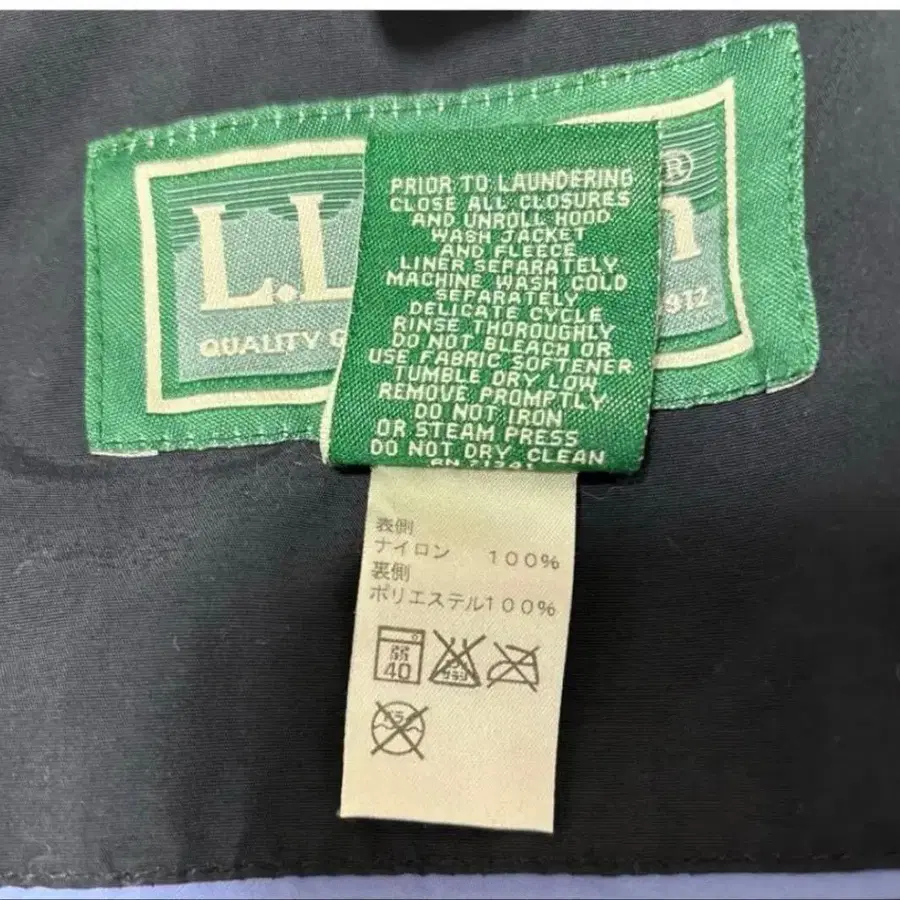 L.L
®
n
QUALITY
1912
PRIOR TO LAUNDERING
CLOSE ALL CLOSURES
AND UNROLL HOOD
WASH JACKET
AND FLEECE
LINER SEPARATELY
MACHINE WASH COLD
SEPARATELY
DELICATE CYCLE
RINSE THOROUGHLY
DO NOT BLEACH OR
USE FABRIC SOFTENER
TUMBLE DRY LOW
REMOVE PROMPTLY
DO NOT IRON
OR STEAM PRESS
DO NOT DRY CLEAN
表側
ナイロン 100%
裏側
ポリエステル100%
弱
40